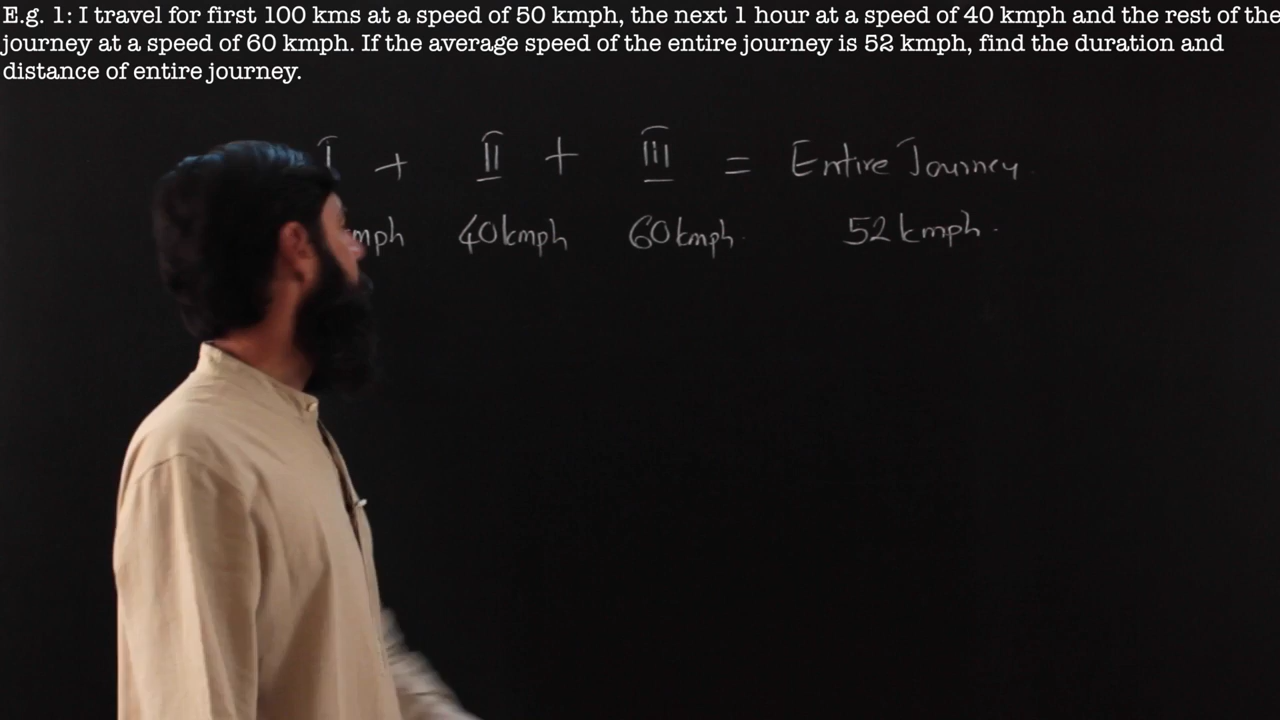 E.g. 1: I travel for first 100 kms at a speed of 50 kmph, the next 1 hour at a speed of 40 kmph and the rest of the
journey at a speed of 60 kmph. If the average speed of the entire journey is 52 kmph, find the duration and
distance of entire journey.
I + II + III = Entire Journey
mph 40kmph 60kmph. 52kmph.